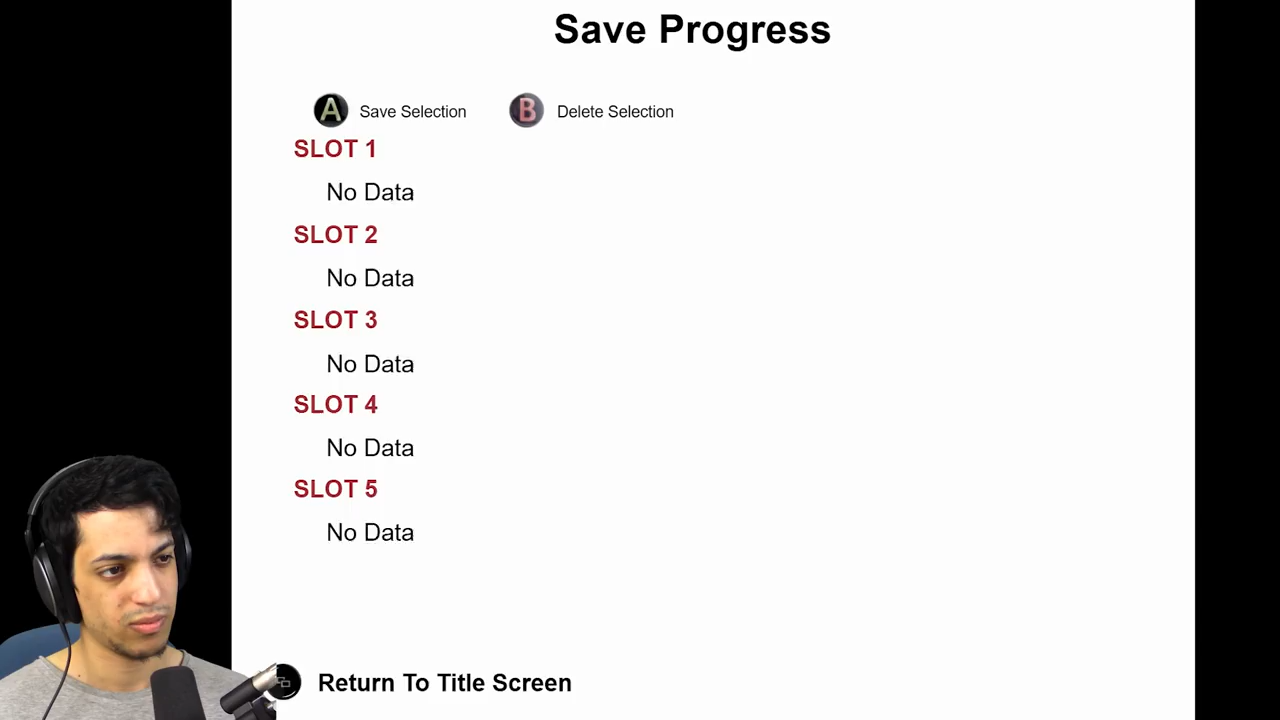 Save Progress
A Save Selection B Delete Selection
SLOT 1
No Data
SLOT 2
No Data
SLOT 3
No Data
SLOT 4
No Data
SLOT 5
No Data
Return To Title Screen